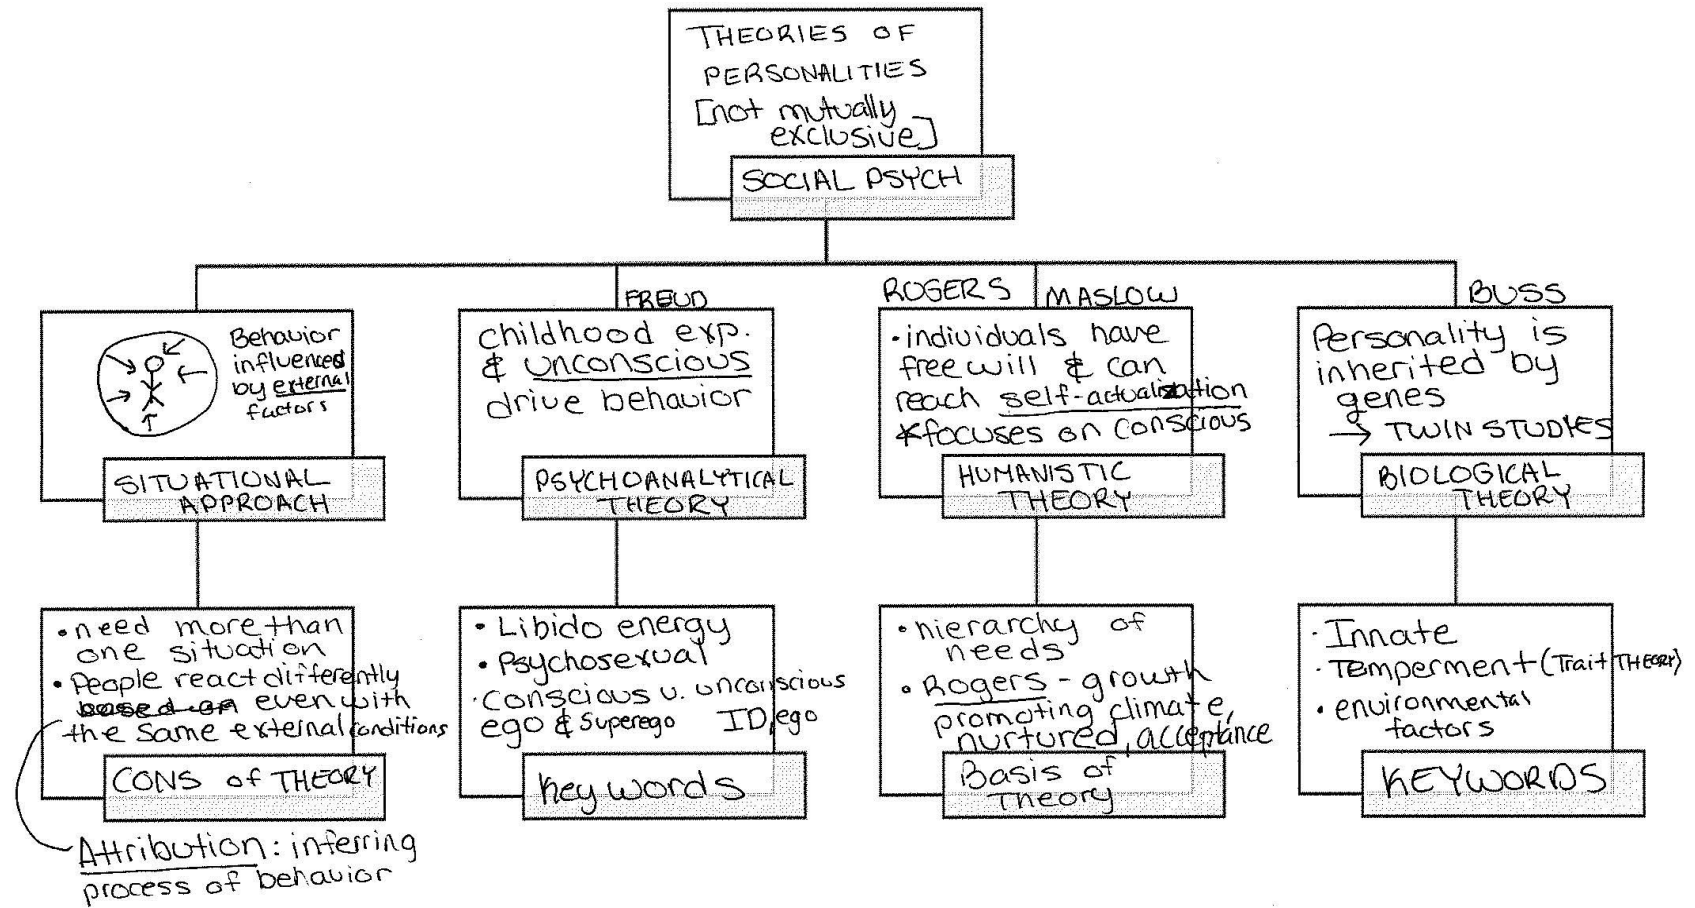 THEORIES OF
PERSONALITIES
[not mutually
exclusive]
SOCIAL PSYCH
Behavior
influenced
by external
factors
SITUATIONAL
APPROACH
FREUD
childhood exp.
& unconscious
drive behavior
PSYCHOANALYTICAL
THEORY
ROGERS MASLOW
• individuals have
free will & can
reach self-actualization
*focuses on conscious
HUMANISTIC
THEORY
BUSS
Personality is
inherited by
genes
→ TWIN STUDIES
BIOLOGICAL
THEORY
• need more than
one situation
• People react differently
based on even with
the same external conditions
CONS of THEORY
Attribution: inferring
process of behavior
• Libido energy
• Psychosexual
• conscious v. unconscious
ego & Superego ID, ego
Key words
• hierarchy of
needs
• Rogers - growth
promoting climate,
nurtured, acceptance
Basis of
Theory
• Innate
• Temperment (Trait THEORY)
• environmental
factors
KEYWORDS